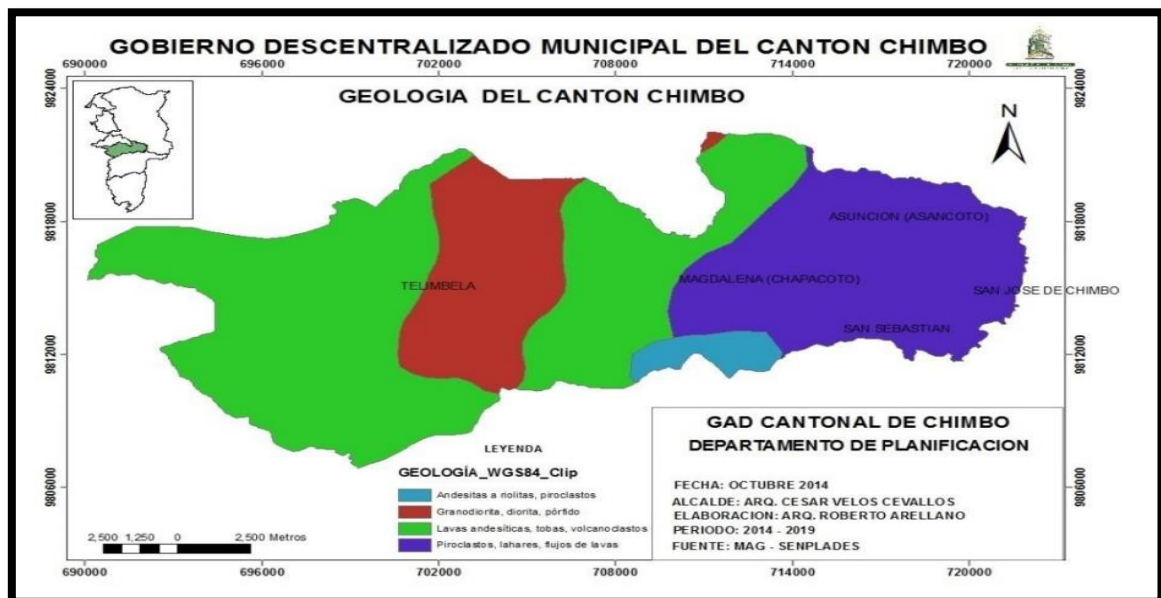 GOBIERNO DESCENTRALIZADO MUNICIPAL DEL CANTON CHIMBO
690000 696000 702000 708000 714000 720000
GEOLOGIA DEL CANTON CHIMBO
N
9824000 9824000
9818000 9818000
9812000 9812000
9806000 9806000
ASUNCION (ASANCOTO)
MAGDALENA (CHAPACOTO)
TELIMBELA
SAN JOSE DE CHIMBO
SAN SEBASTIAN
LEYENDA
GEOLOGÍA_WGS84_Clip
Andesitas a riolitas, piroclastos
Granodiorita, diorita, pórfido
Lavas andesíticas, tobas, volcanoclastos
Piroclastos, lahares, flujos de lavas
2,500 1,250 0 2,500 Metros
GAD CANTONAL DE CHIMBO
DEPARTAMENTO DE PLANIFICACION
FECHA: OCTUBRE 2014
ALCALDE: ARQ. CESAR VELOS CEVALLOS
ELABORACION: ARQ. ROBERTO ARELLANO
PERIODO: 2014 - 2019
FUENTE: MAG - SENPLADES
690000 696000 702000 708000 714000 720000